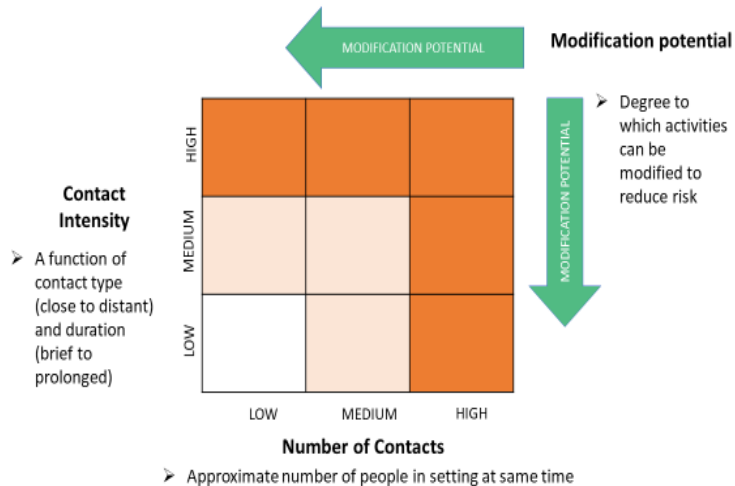 MODIFICATION POTENTIAL
Modification potential
➢ Degree to
which activities
can be
modified to
reduce risk
MODIFICATION POTENTIAL
Contact
Intensity
➢ A function of
contact type
(close to distant)
and duration
(brief to
prolonged)
HIGH
MEDIUM
LOW
LOW MEDIUM HIGH
Number of Contacts
➢ Approximate number of people in setting at same time